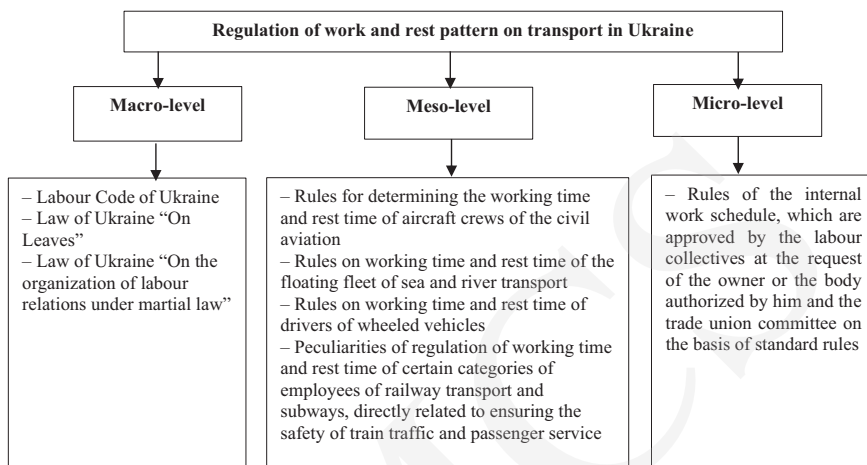 Regulation of work and rest pattern on transport in Ukraine
Macro-level
Meso-level
Micro-level
– Labour Code of Ukraine
– Law of Ukraine “On
Leaves”
– Law of Ukraine “On the
organization of labour
relations under martial law”
– Rules for determining the working time
and rest time of aircraft crews of the civil
aviation
– Rules on working time and rest time of the
floating fleet of sea and river transport
– Rules on working time and rest time of
drivers of wheeled vehicles
– Peculiarities of regulation of working time
and rest time of certain categories of
employees of railway transport and
subways, directly related to ensuring the
safety of train traffic and passenger service
– Rules of the internal
work schedule, which are
approved by the labour
collectives at the request
of the owner or the body
authorized by him and the
trade union committee on
the basis of standard rules